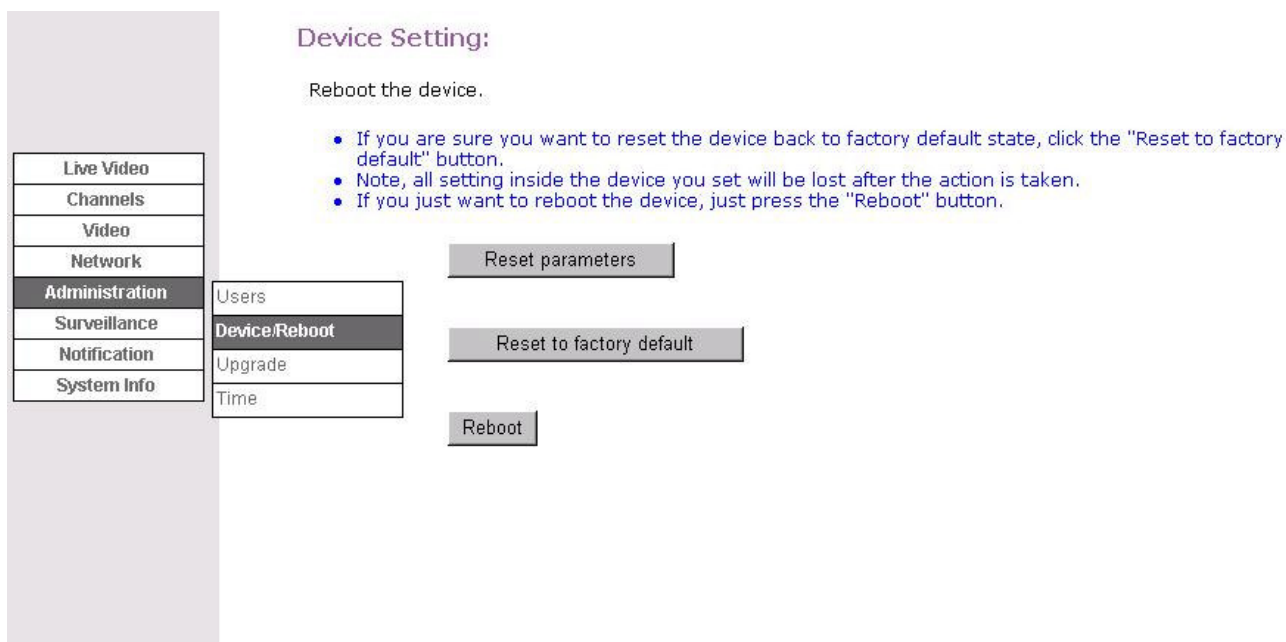 Device Setting:
Reboot the device.
If you are sure you want to reset the device back to factory default state, click the "Reset to factory
default" button.
Note, all setting inside the device you set will be lost after the action is taken.
If you just want to reboot the device, just press the "Reboot" button.
Live Video
Channels
Video
Network
Administration
Surveillance
Notification
System Info
Users
Device/Reboot
Upgrade
Time
Reset parameters
Reset to factory default
Reboot